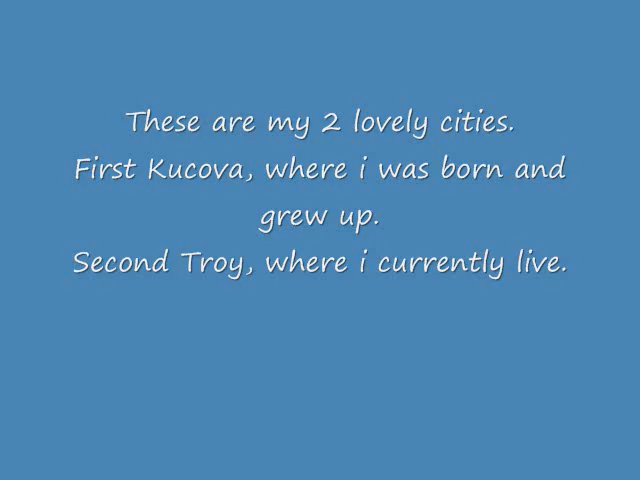 These are my 2 lovely cities.
First Kucova, where i was born and
grew up.
Second Troy, where i currently live.